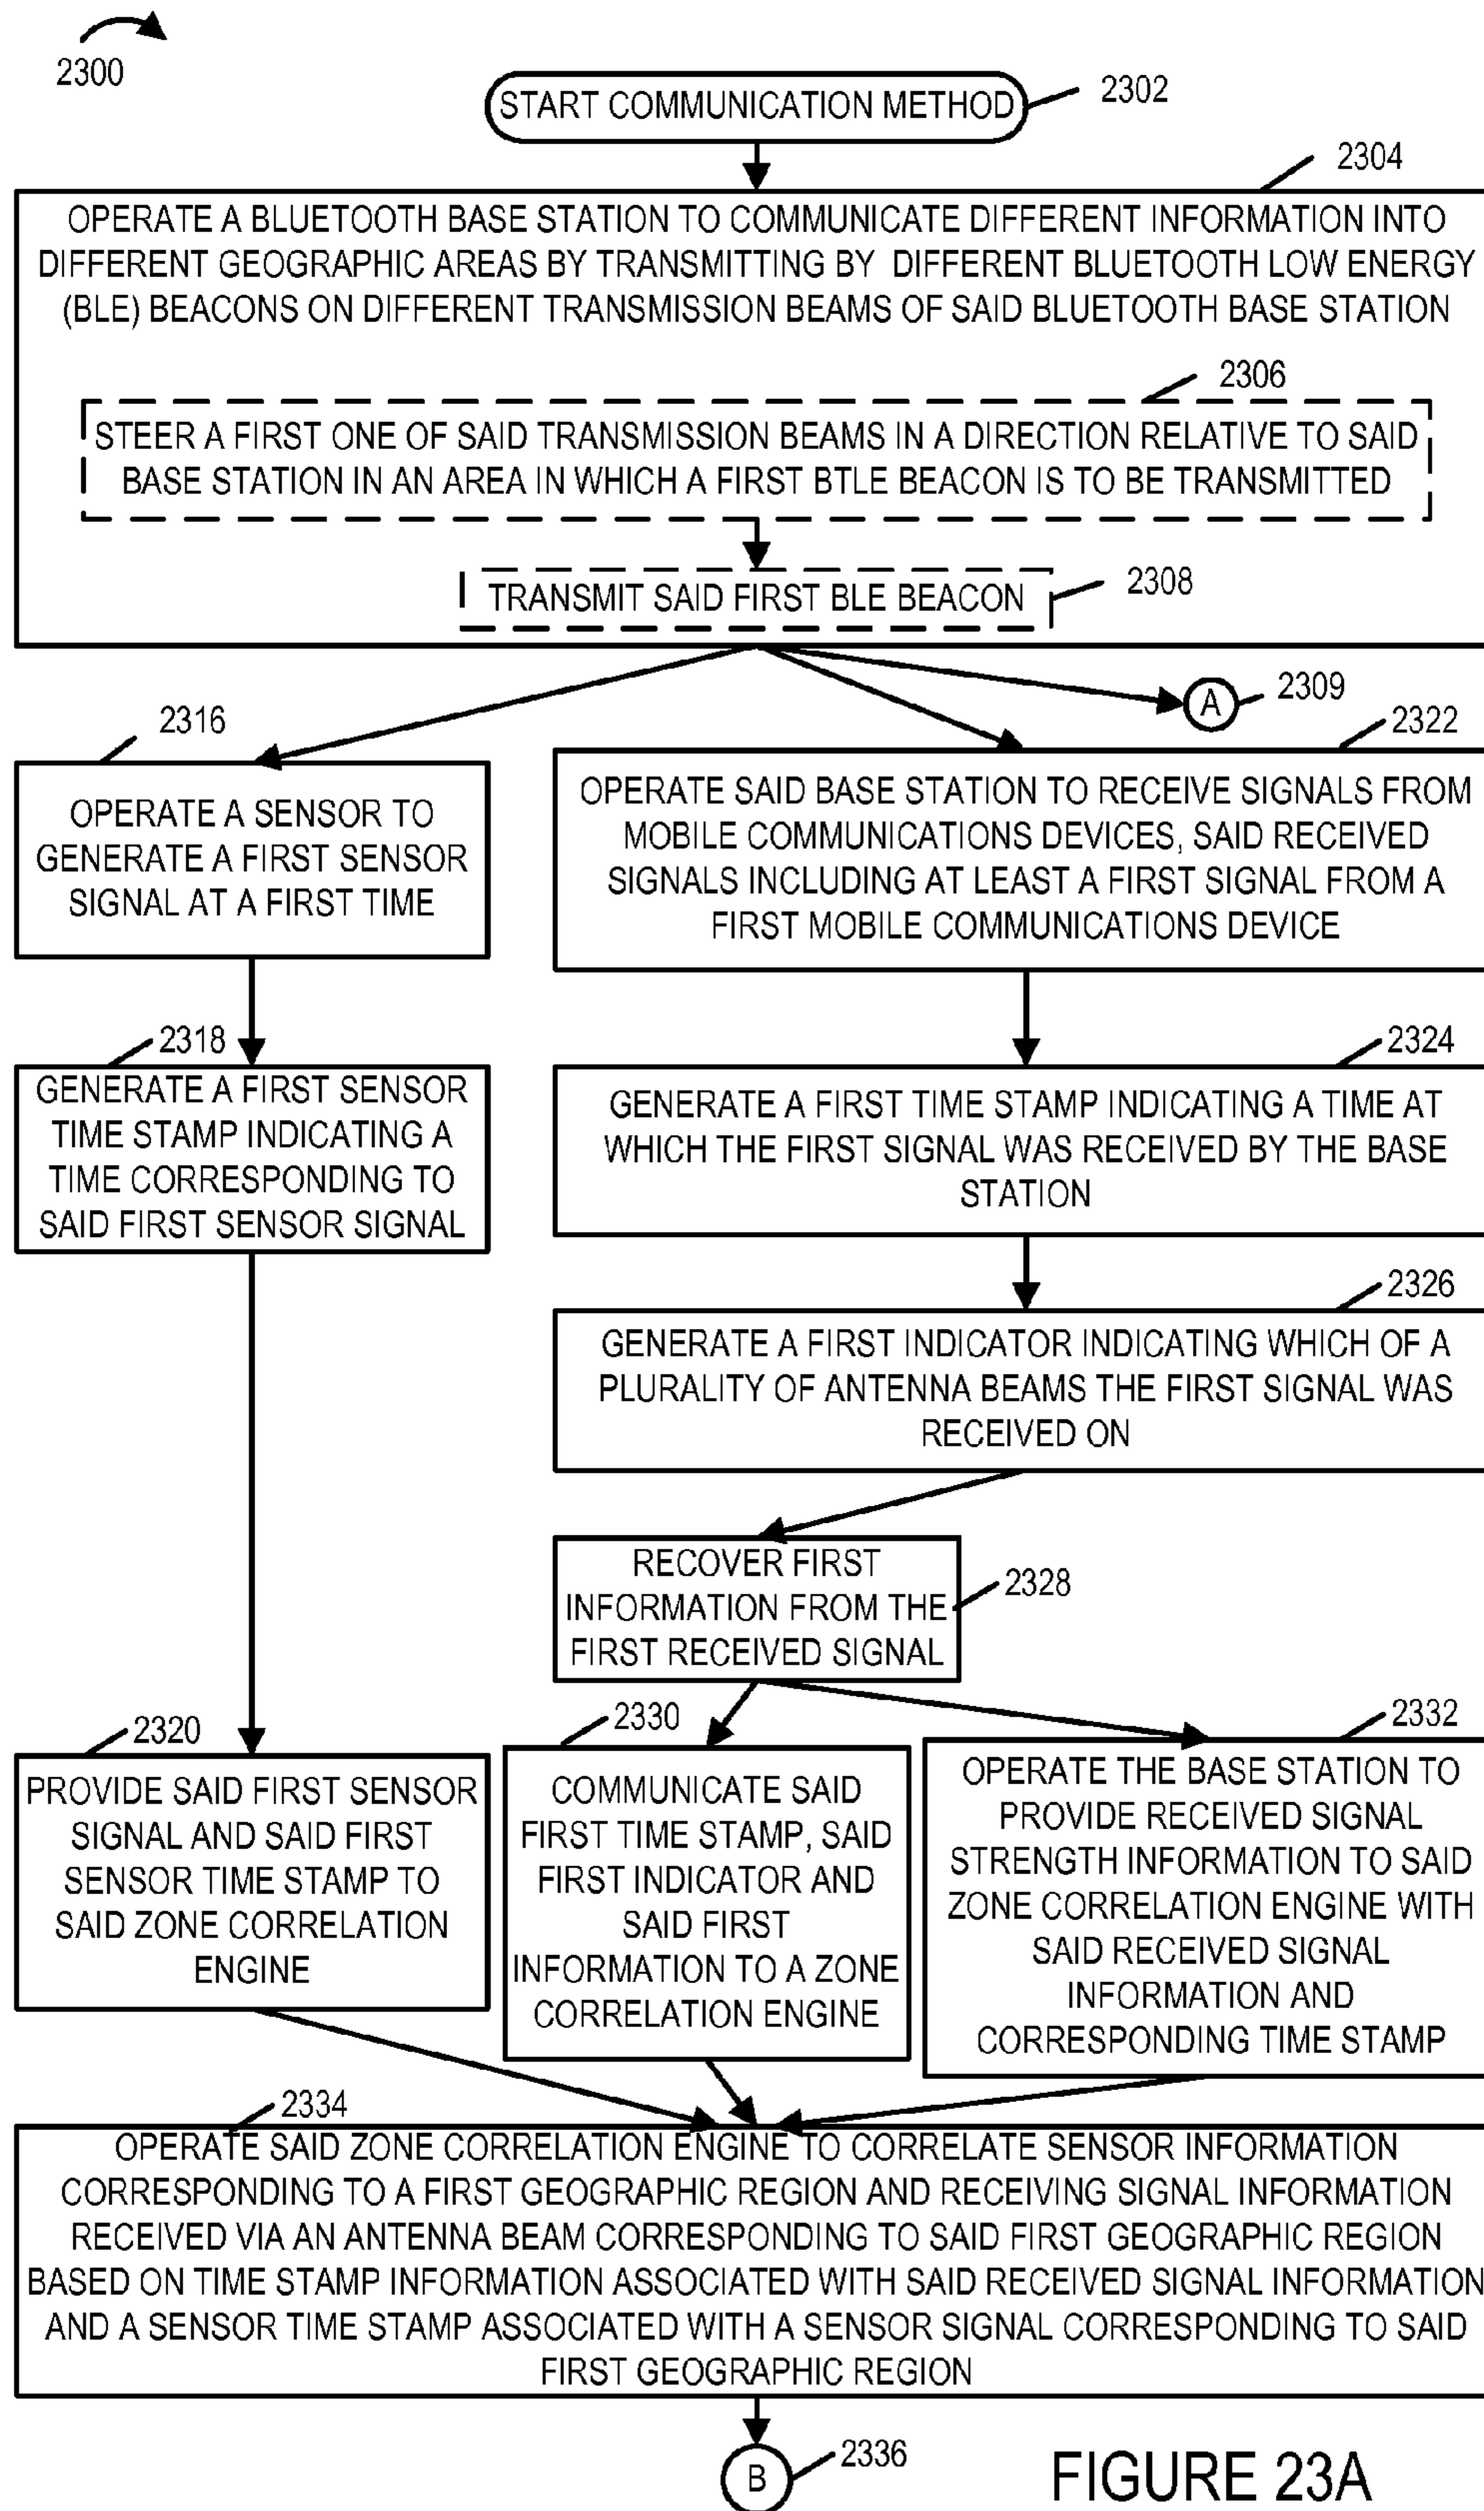 2300
START COMMUNICATION METHOD
2302
2304
OPERATE A BLUETOOTH BASE STATION TO COMMUNICATE DIFFERENT INFORMATION INTO
DIFFERENT GEOGRAPHIC AREAS BY TRANSMITTING BY DIFFERENT BLUETOOTH LOW ENERGY
(BLE) BEACONS ON DIFFERENT TRANSMISSION BEAMS OF SAID BLUETOOTH BASE STATION
2306
STEER A FIRST ONE OF SAID TRANSMISSION BEAMS IN A DIRECTION RELATIVE TO SAID
BASE STATION IN AN AREA IN WHICH A FIRST BTLE BEACON IS TO BE TRANSMITTED
TRANSMIT SAID FIRST BLE BEACON
2308
A
2309
2316
OPERATE A SENSOR TO
GENERATE A FIRST SENSOR
SIGNAL AT A FIRST TIME
2322
OPERATE SAID BASE STATION TO RECEIVE SIGNALS FROM
MOBILE COMMUNICATIONS DEVICES, SAID RECEIVED
SIGNALS INCLUDING AT LEAST A FIRST SIGNAL FROM A
FIRST MOBILE COMMUNICATIONS DEVICE
2318
GENERATE A FIRST SENSOR
TIME STAMP INDICATING A
TIME CORRESPONDING TO
SAID FIRST SENSOR SIGNAL
2324
GENERATE A FIRST TIME STAMP INDICATING A TIME AT
WHICH THE FIRST SIGNAL WAS RECEIVED BY THE BASE
STATION
2326
GENERATE A FIRST INDICATOR INDICATING WHICH OF A
PLURALITY OF ANTENNA BEAMS THE FIRST SIGNAL WAS
RECEIVED ON
RECOVER FIRST
INFORMATION FROM THE
FIRST RECEIVED SIGNAL
2328
2320
PROVIDE SAID FIRST SENSOR
SIGNAL AND SAID FIRST
SENSOR TIME STAMP TO
SAID ZONE CORRELATION
ENGINE
2330
COMMUNICATE SAID
FIRST TIME STAMP, SAID
FIRST INDICATOR AND
SAID FIRST
INFORMATION TO A ZONE
CORRELATION ENGINE
2332
OPERATE THE BASE STATION TO
PROVIDE RECEIVED SIGNAL
STRENGTH INFORMATION TO SAID
ZONE CORRELATION ENGINE WITH
SAID RECEIVED SIGNAL
INFORMATION AND
CORRESPONDING TIME STAMP
2334
OPERATE SAID ZONE CORRELATION ENGINE TO CORRELATE SENSOR INFORMATION
CORRESPONDING TO A FIRST GEOGRAPHIC REGION AND RECEIVING SIGNAL INFORMATION
RECEIVED VIA AN ANTENNA BEAM CORRESPONDING TO SAID FIRST GEOGRAPHIC REGION
BASED ON TIME STAMP INFORMATION ASSOCIATED WITH SAID RECEIVED SIGNAL INFORMATION
AND A SENSOR TIME STAMP ASSOCIATED WITH A SENSOR SIGNAL CORRESPONDING TO SAID
FIRST GEOGRAPHIC REGION
B
2336
FIGURE 23A